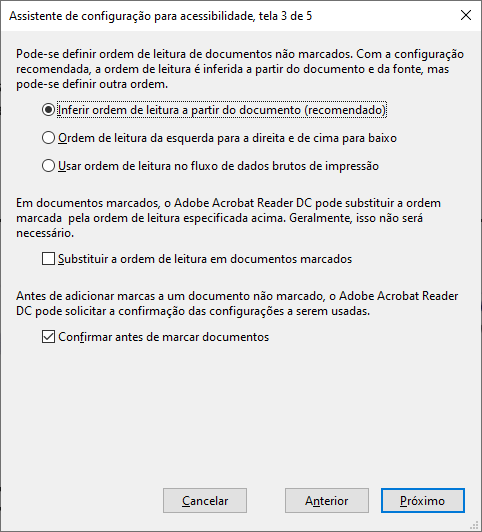 Assistente de configuração para acessibilidade, tela 3 de 5
Pode-se definir ordem de leitura de documentos não marcados. Com a configuração
recomendada, a ordem de leitura é inferida a partir do documento e da fonte, mas
pode-se definir outra ordem.
Inferir ordem de leitura a partir do documento (recomendado)
Ordem de leitura da esquerda para a direita e de cima para baixo
Usar ordem de leitura no fluxo de dados brutos de impressão
Em documentos marcados, o Adobe Acrobat Reader DC pode substituir a ordem
marcada pela ordem de leitura especificada acima. Geralmente, isso não será
necessário.
Substituir a ordem de leitura em documentos marcados
Antes de adicionar marcas a um documento não marcado, o Adobe Acrobat Reader
DC pode solicitar a confirmação das configurações a serem usadas.
Confirmar antes de marcar documentos
Cancelar
Anterior
Próximo